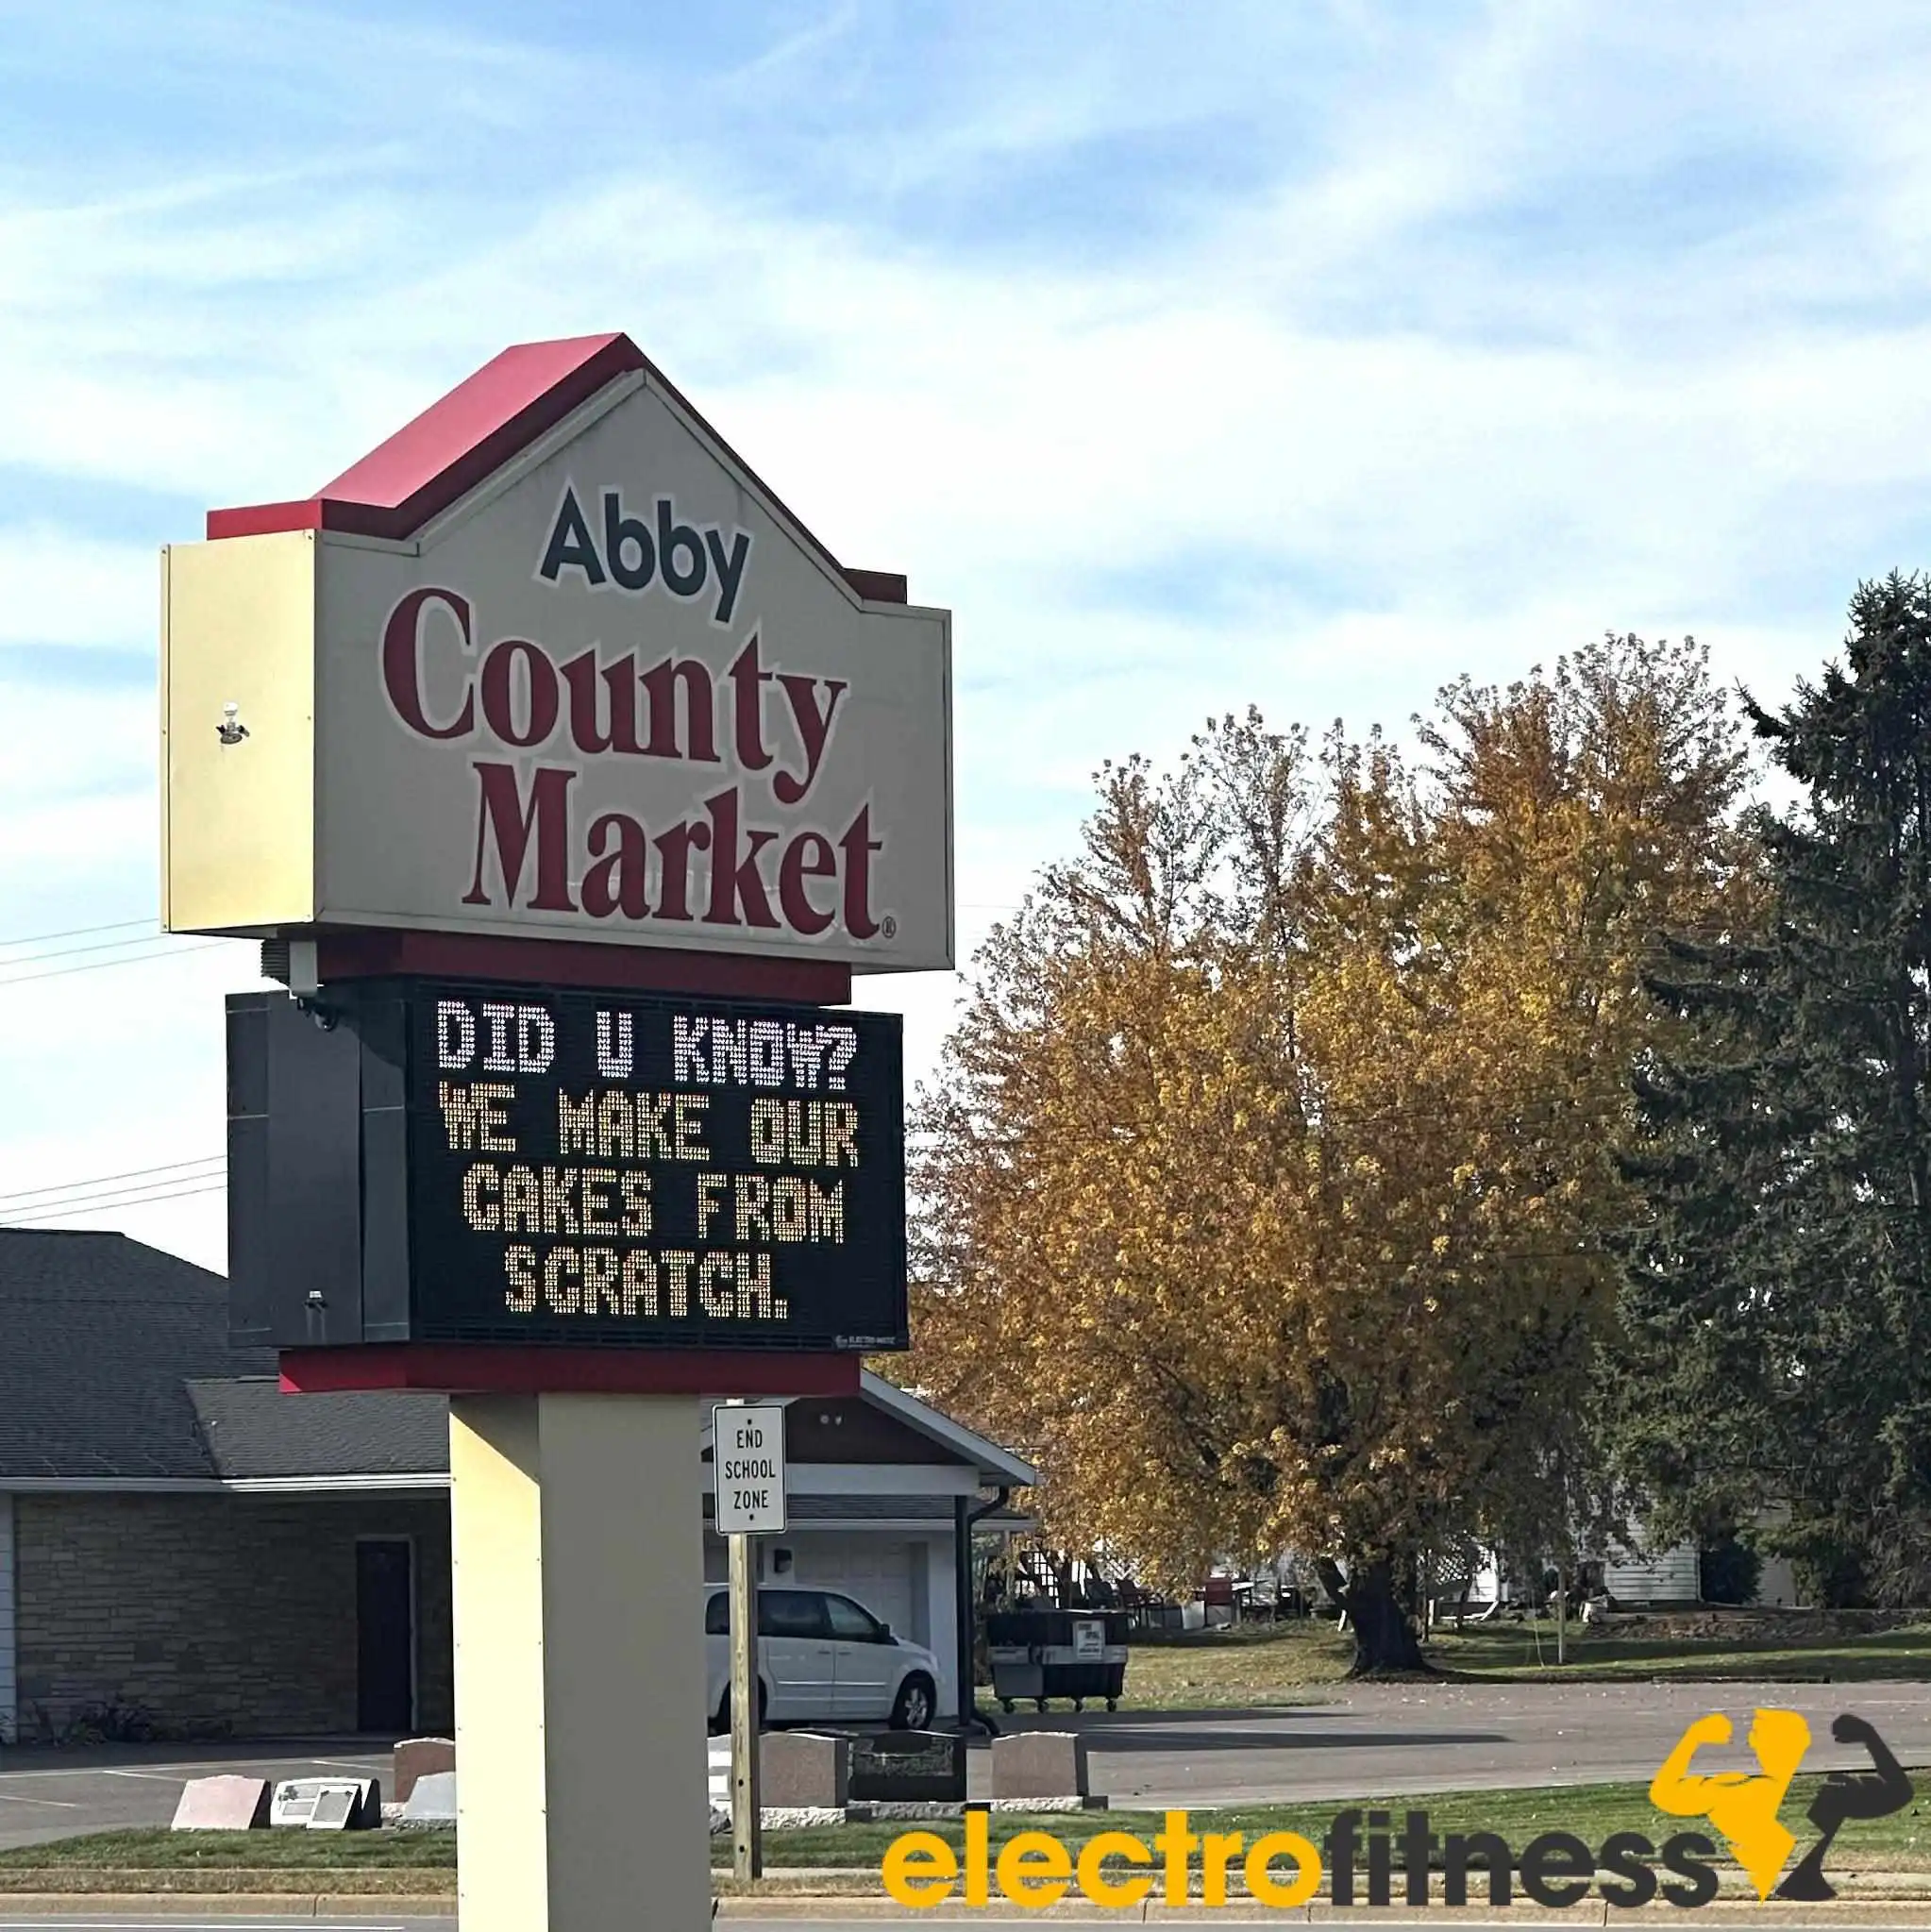 Abby
County
Market®
DID U KNOW?
WE MAKE OUR
CAKES FROM
SCRATCH.
END
SCHOOL
ZONE
electrofitness